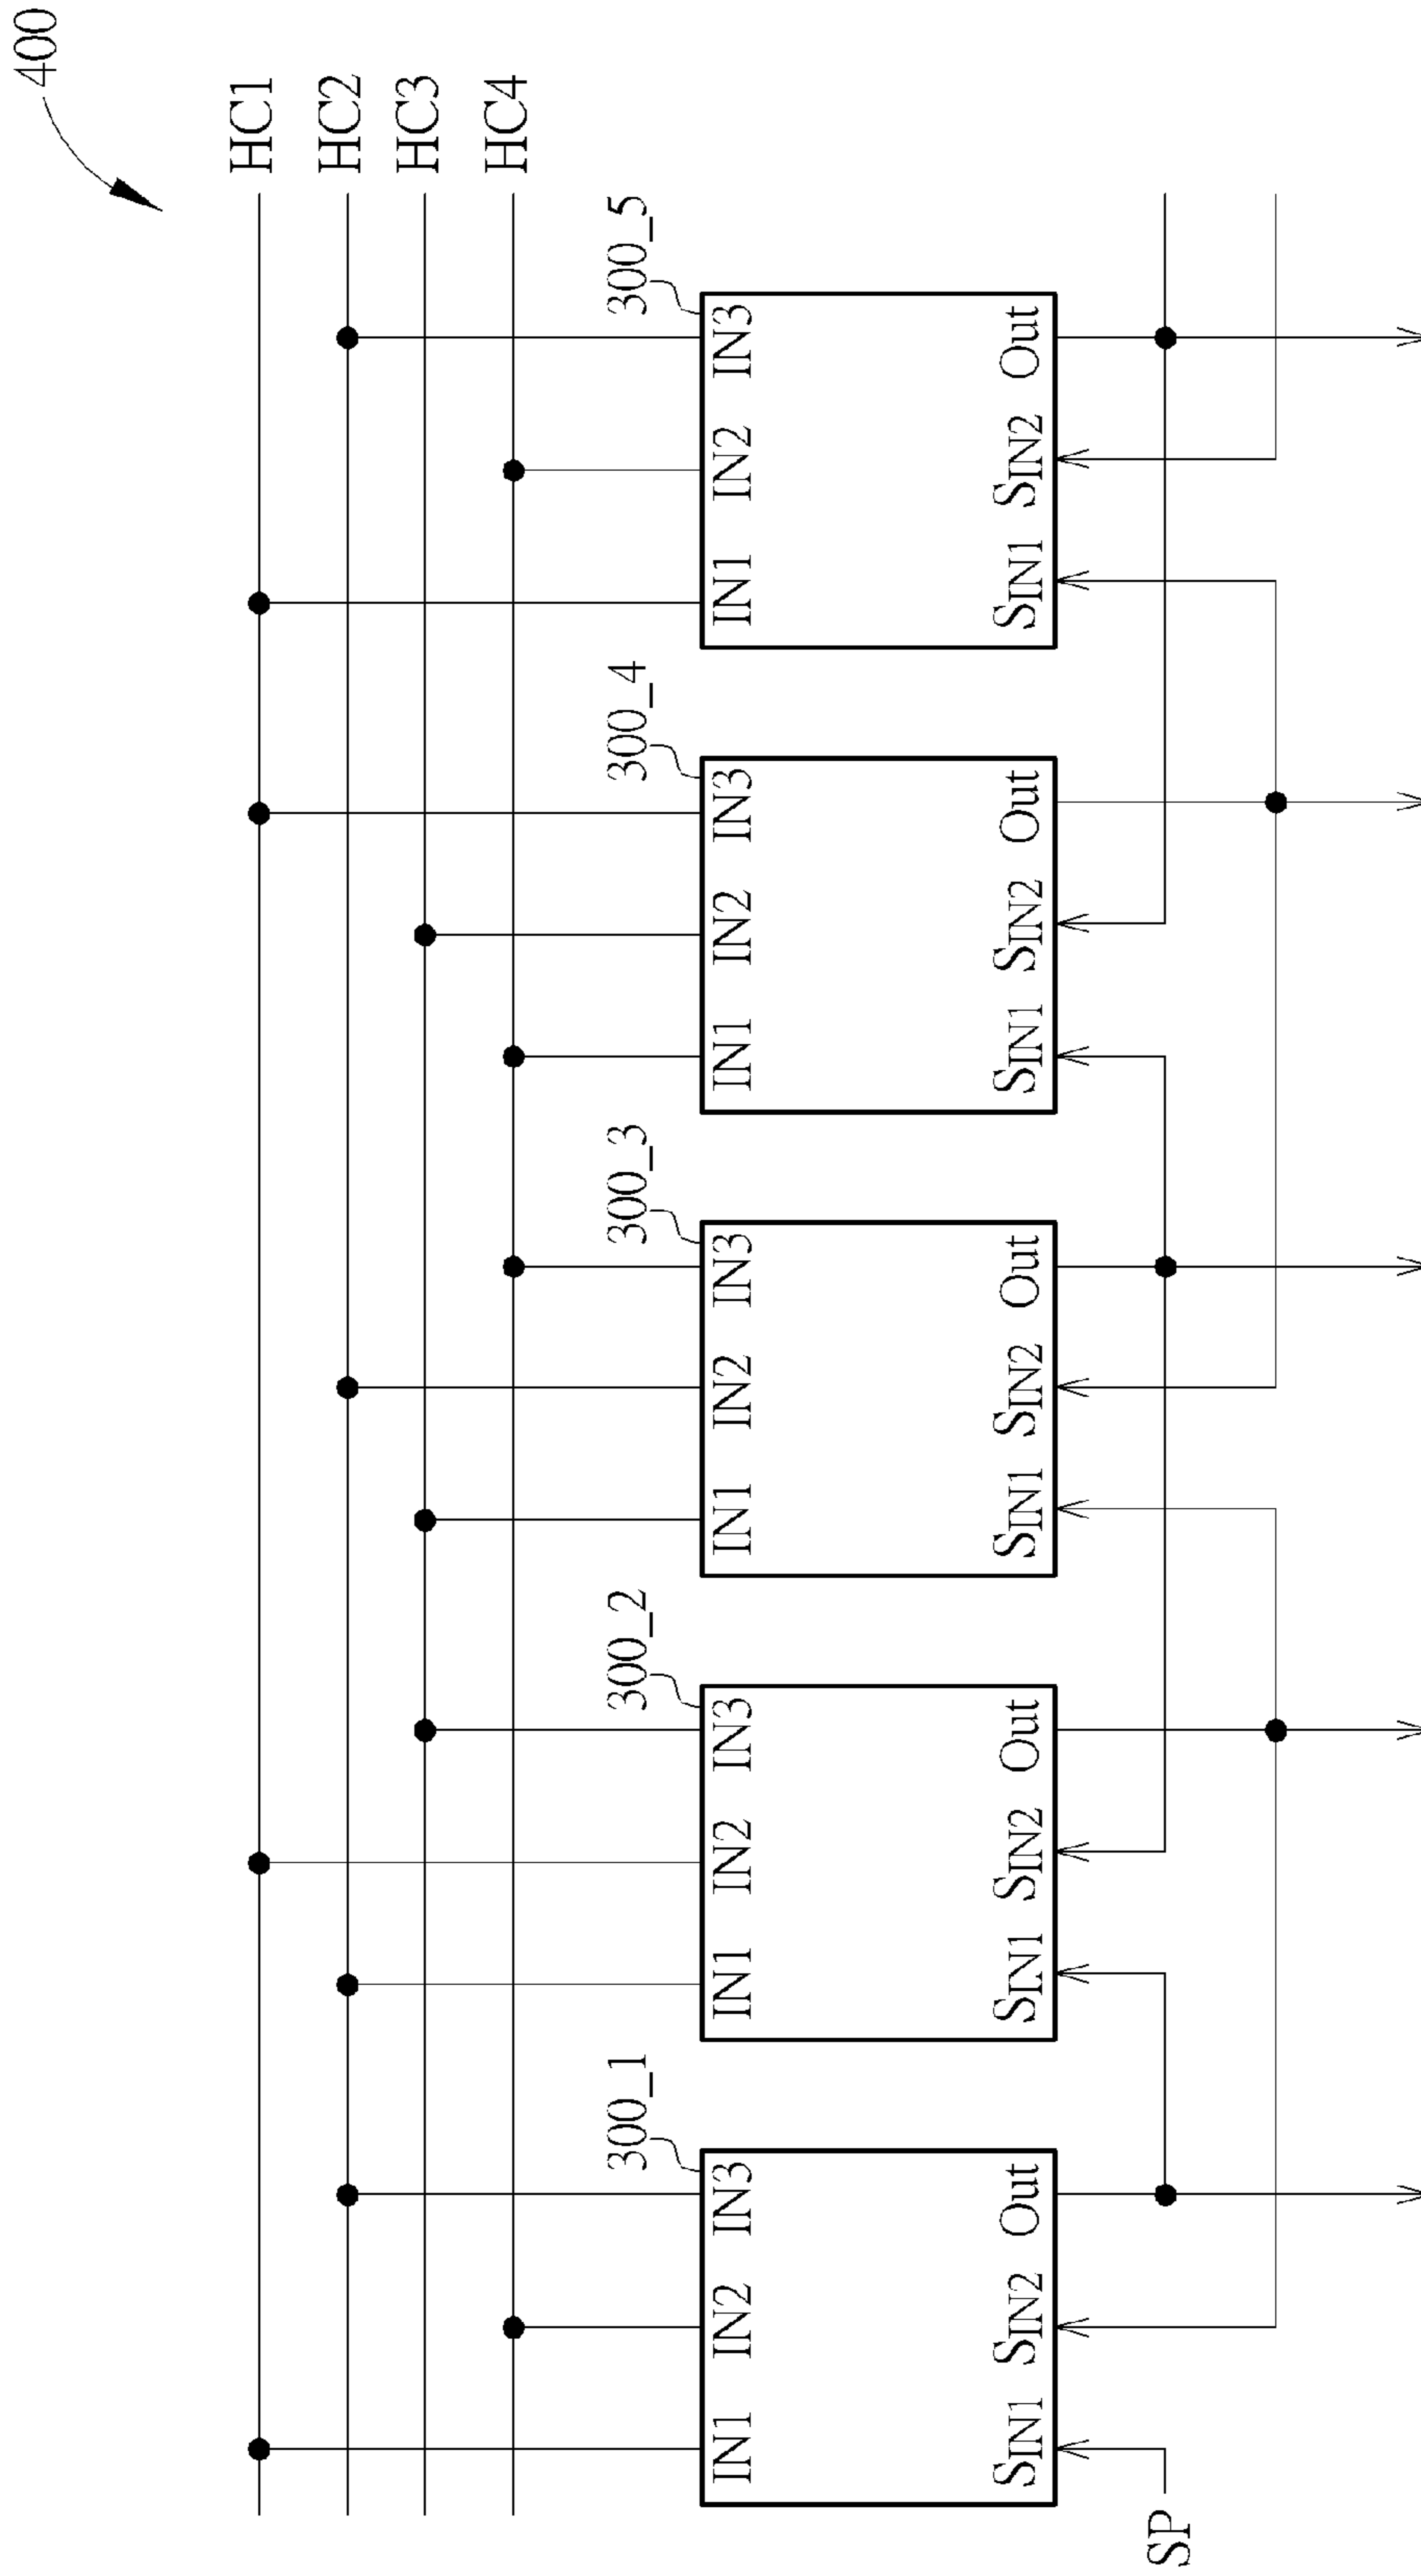 400
HC1
HC2
HC3
HC4
300_1
300_2
300_3
300_4
300_5
IN1 IN2 IN3
IN1 IN2 IN3
IN1 IN2 IN3
IN1 IN2 IN3
IN1 IN2 IN3
SIN1 SIN2 Out
SIN1 SIN2 Out
SIN1 SIN2 Out
SIN1 SIN2 Out
SIN1 SIN2 Out
SP